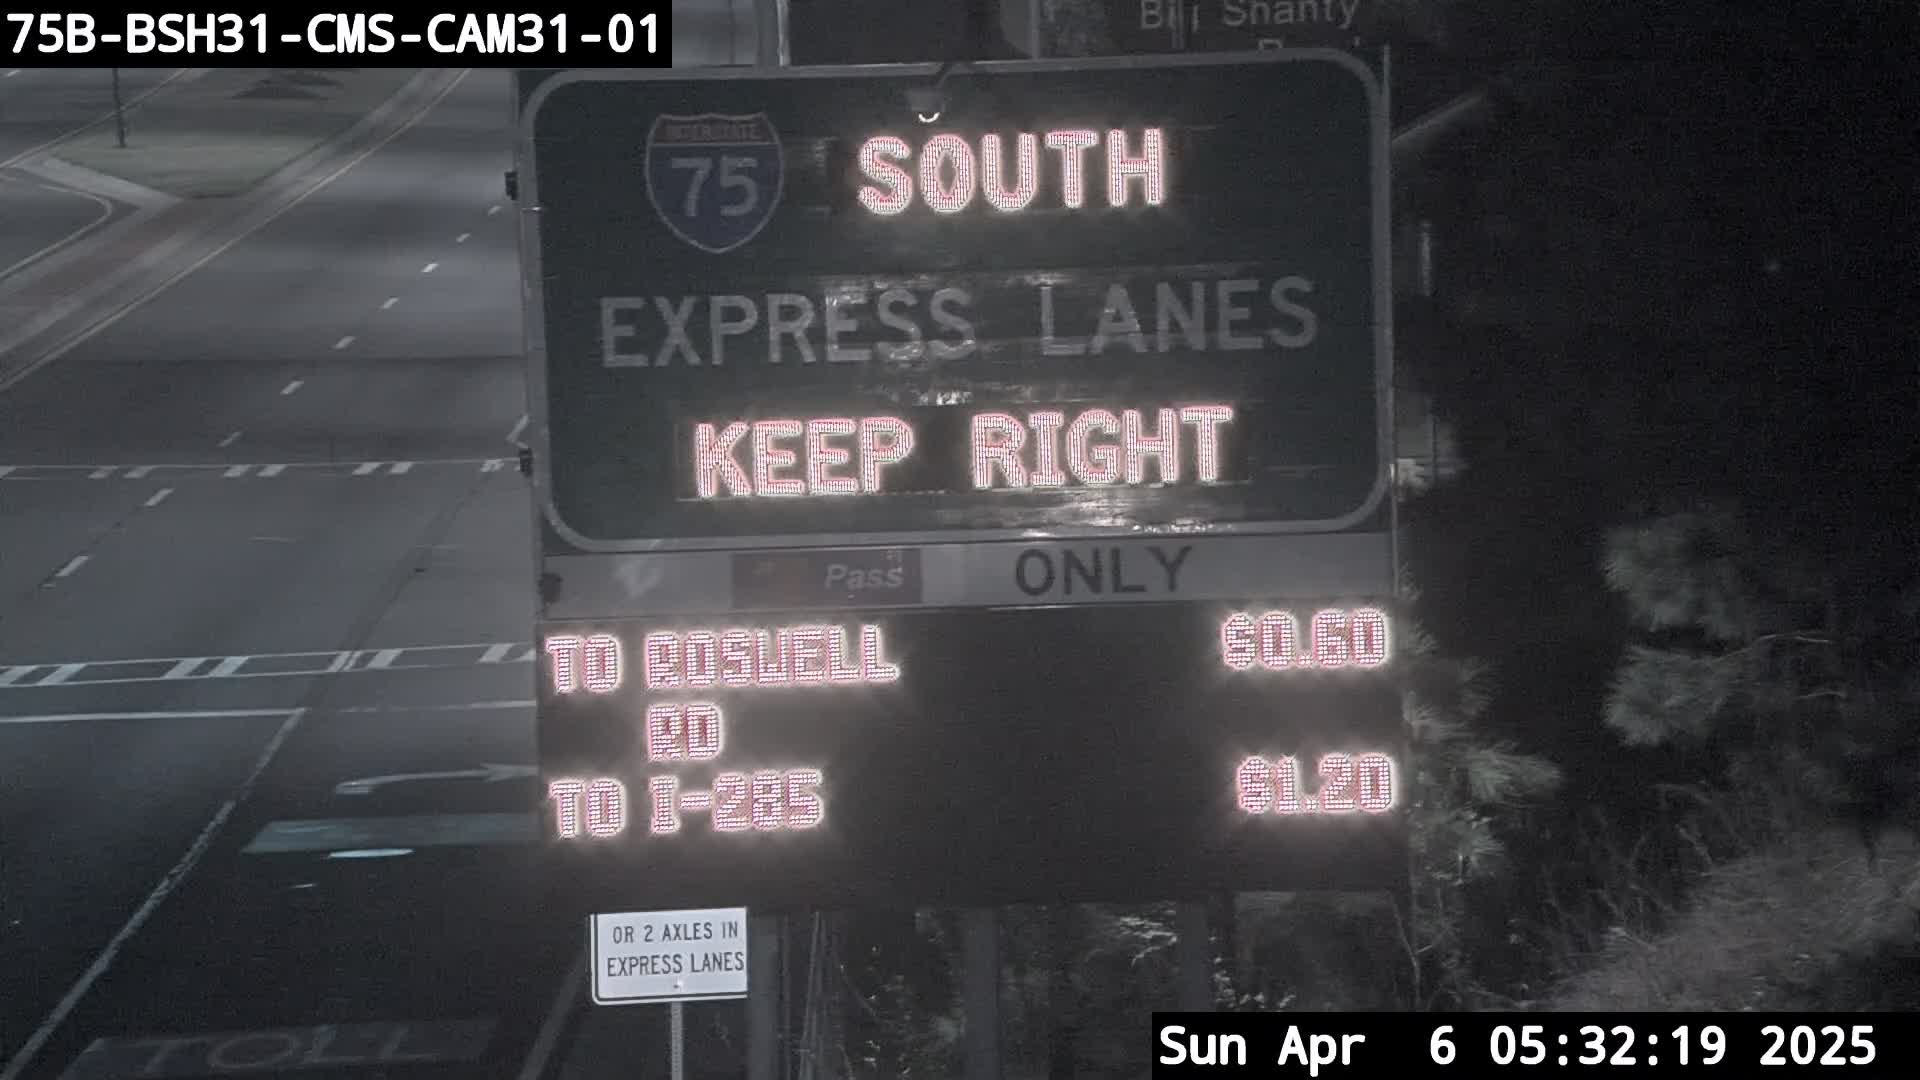 75B-BSH31-CMS-CAM31-01
Shanty
INTERSTATE
75
SOUTH
EXPRESS LANES
KEEP RIGHT
Pass
ONLY
TO ROSWELL $0.60
RD
TO I-285 $1.20
OR 2 AXLES IN
EXPRESS LANES
TOLL
Sun Apr 6 05:32:19 2025